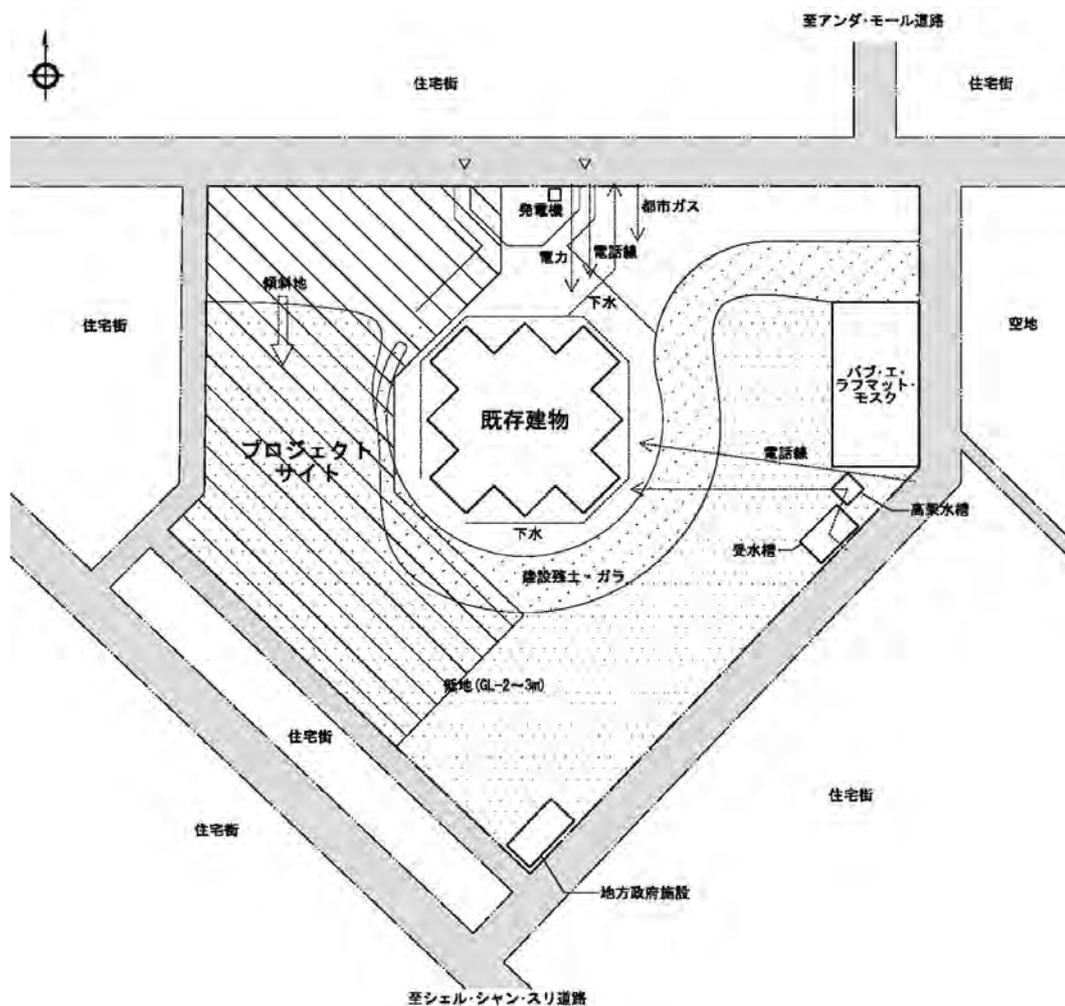 至アンダ・モール道路
住宅街
住宅街
発電機
都市ガス
電力
電話線
下水
傾斜地
住宅街
空地
バブ・エ・
ラフマット・
モスク
既存建物
プロジェクト
サイト
電話線
高架水槽
下水
受水槽
建設残土・ガラ
低地(GL-2～3m)
住宅街
住宅街
住宅街
地方政府施設
至シェル・シャン・スリ道路